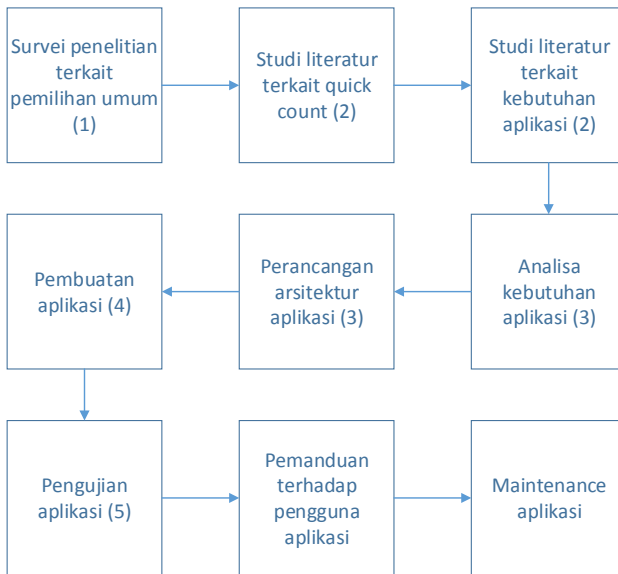 Survei penelitian
terkait
pemilihan umum
(1)
Studi literatur
terkait quick
count (2)
Studi literatur
terkait
kebutuhan
aplikasi (2)
Analisa
kebutuhan
aplikasi (3)
Perancangan
arsitektur
aplikasi (3)
Pembuatan
aplikasi (4)
Pengujian
aplikasi (5)
Pemanduan
terhadap
pengguna
aplikasi
Maintenance
aplikasi